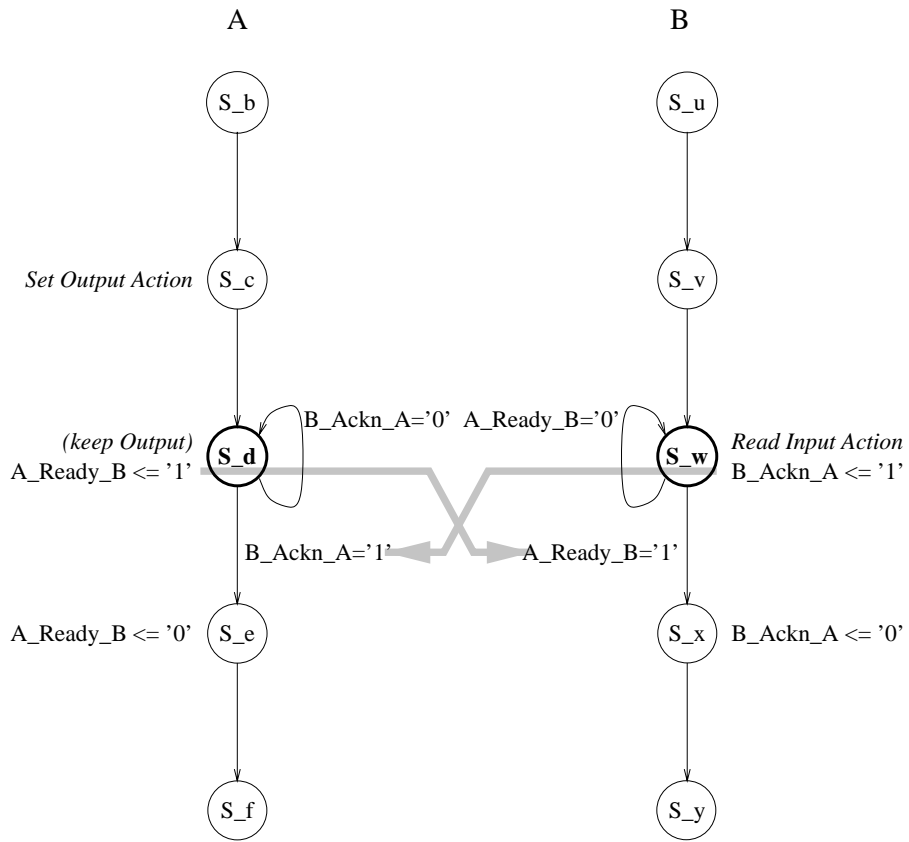 A B
S_b S_u
Set Output Action S_c S_v
B_Ackn_A='0' A_Ready_B='0'
(keep Output) S_d S_w Read Input Action
A_Ready_B <= '1' B_Ackn_A <= '1'
B_Ackn_A='1' A_Ready_B='1'
A_Ready_B <= '0' S_e S_x B_Ackn_A <= '0'
S_f S_y